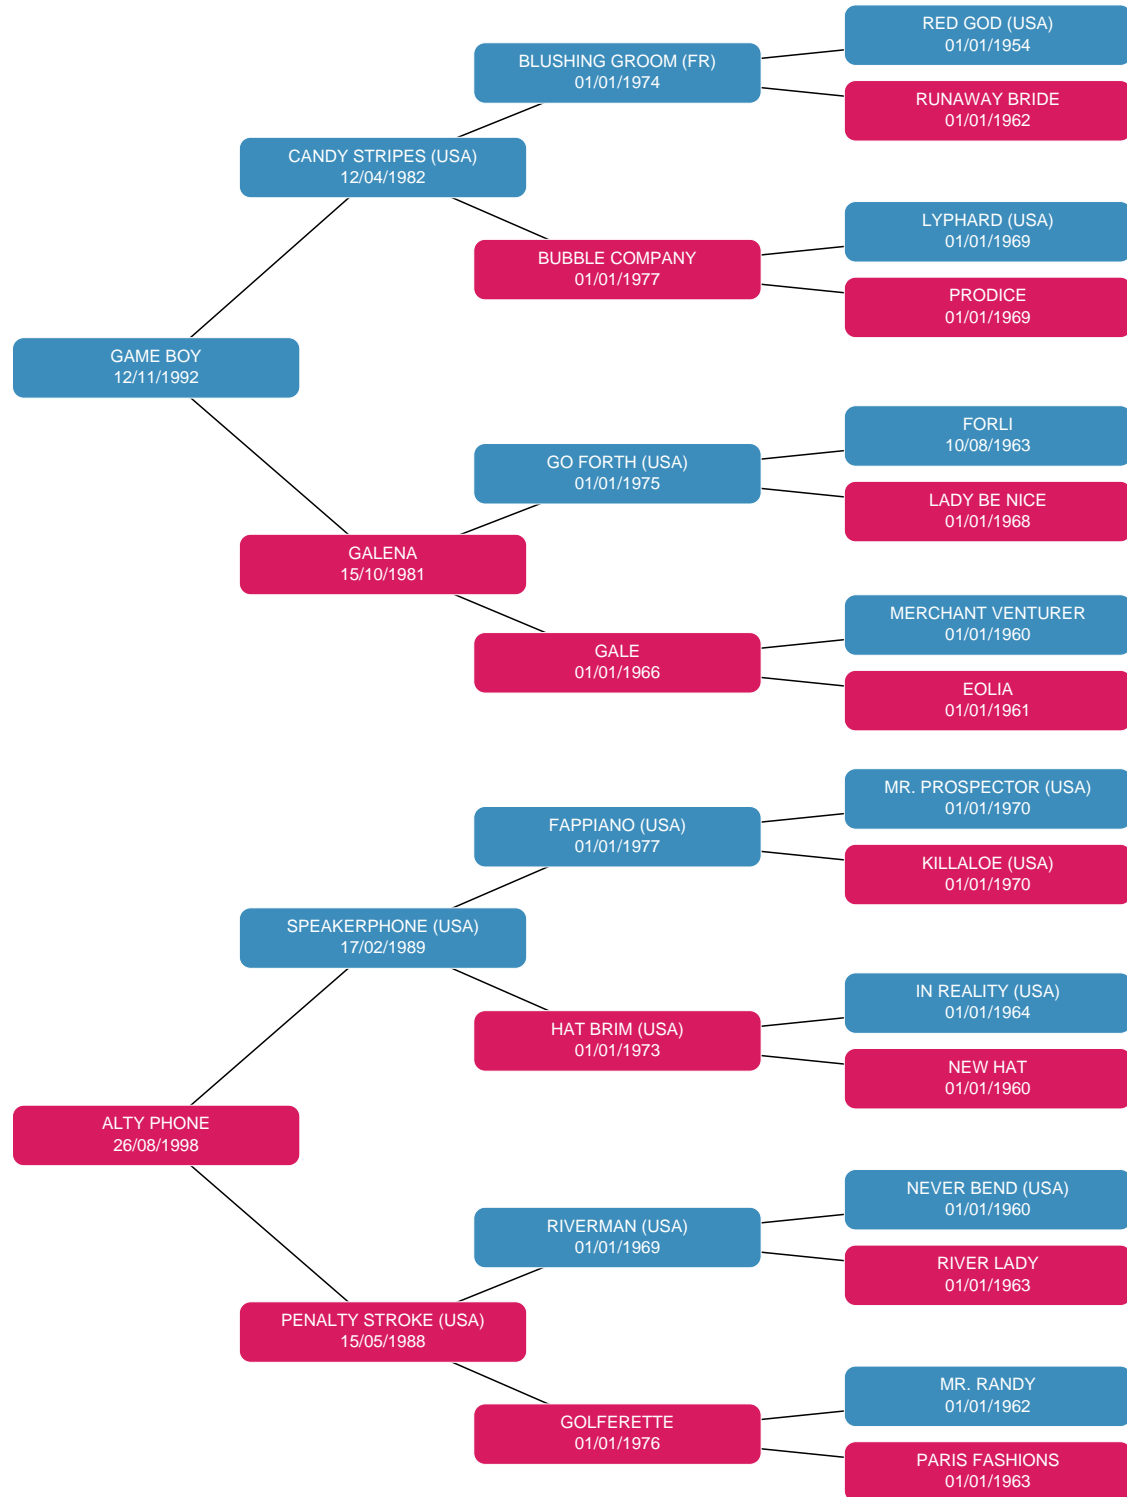 RED GOD (USA)
01/01/1954
BLUSHING GROOM (FR)
01/01/1974
RUNAWAY BRIDE
01/01/1962
CANDY STRIPES (USA)
12/04/1982
LYPHARD (USA)
01/01/1969
BUBBLE COMPANY
01/01/1977
PRODICE
01/01/1969
GAME BOY
12/11/1992
FORLI
10/08/1963
GO FORTH (USA)
01/01/1975
LADY BE NICE
01/01/1968
GALENA
15/10/1981
MERCHANT VENTURER
01/01/1960
GALE
01/01/1966
EOLIA
01/01/1961
MR. PROSPECTOR (USA)
01/01/1970
FAPPIANO (USA)
01/01/1977
KILLALOE (USA)
01/01/1970
SPEAKERPHONE (USA)
17/02/1989
IN REALITY (USA)
01/01/1964
HAT BRIM (USA)
01/01/1973
NEW HAT
01/01/1960
ALTY PHONE
26/08/1998
NEVER BEND (USA)
01/01/1960
RIVERMAN (USA)
01/01/1969
RIVER LADY
01/01/1963
PENALTY STROKE (USA)
15/05/1988
MR. RANDY
01/01/1962
GOLFERETTE
01/01/1976
PARIS FASHIONS
01/01/1963